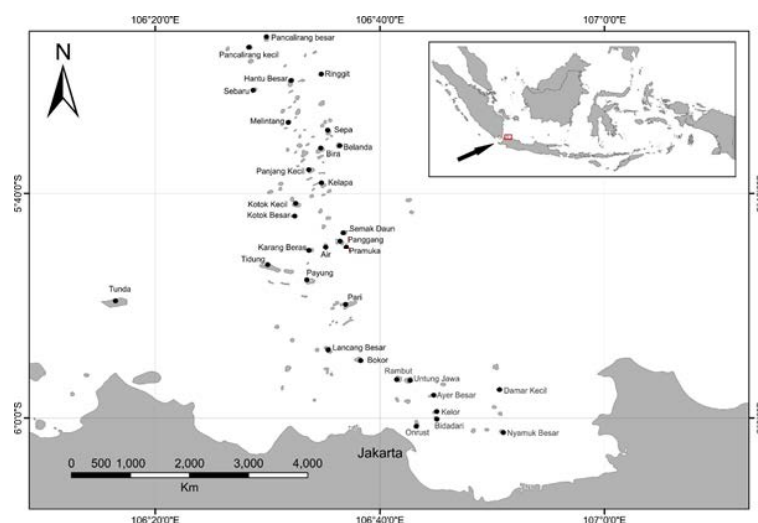 106°20'0"E
106°40'0"E
107°0'0"E
N
Pancalirang besar
Pancalirang kecil
Hantu Besar
Ringgit
Sebaru
Melintang
Sepa
Belanda
Bira
Panjang Kecil
Kelapa
5°40'0"S
Kotok Kecil
Kotok Besar
Semak Daun
Panggang
Karang Beras
Air
Pramuka
Tidung
Payung
Tunda
Pari
Lancang Besar
Bokor
Rambut
Untung Jawa
Damar Kecil
Ayer Besar
Kelor
6°0'0"S
Bidadari
Onrust
Nyamuk Besar
Jakarta
0 500 1,000 2,000 3,000 4,000
Km
106°20'0"E
106°40'0"E
107°0'0"E